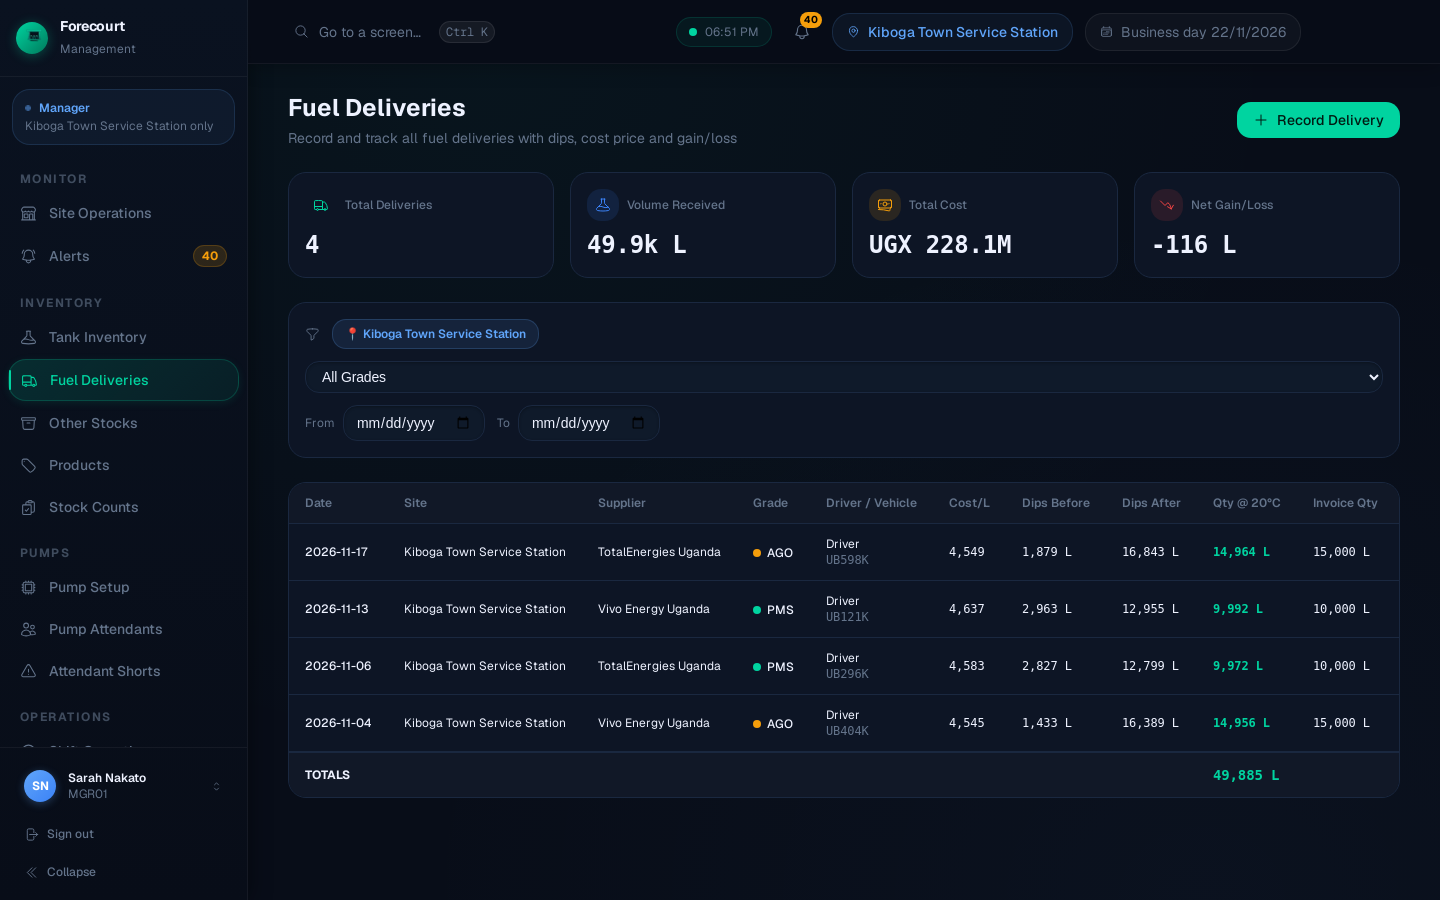 Forecourt
Management
Go to a screen...
Ctrl K
06:51 PM
40
Kiboga Town Service Station
Business day 22/11/2026
Manager
Kiboga Town Service Station only
MONITOR
Site Operations
Alerts
40
INVENTORY
Tank Inventory
Fuel Deliveries
Other Stocks
Products
Stock Counts
PUMPS
Pump Setup
Pump Attendants
Attendant Shorts
OPERATIONS
Sarah Nakato
MGR01
SN
Sign out
Collapse
Fuel Deliveries
Record and track all fuel deliveries with dips, cost price and gain/loss
Record Delivery
Total Deliveries
4
Volume Received
49.9k L
Total Cost
UGX 228.1M
Net Gain/Loss
-116 L
Kiboga Town Service Station
All Grades
From mm/dd/yyyy To mm/dd/yyyy
Date Site Supplier Grade Driver / Vehicle Cost/L Dips Before Dips After Qty @ 20°C Invoice Qty
2026-11-17 Kiboga Town Service Station TotalEnergies Uganda AGO Driver UB598K 4,549 1,879 L 16,843 L 14,964 L 15,000 L
2026-11-13 Kiboga Town Service Station Vivo Energy Uganda PMS Driver UB121K 4,637 2,963 L 12,955 L 9,992 L 10,000 L
2026-11-06 Kiboga Town Service Station TotalEnergies Uganda PMS Driver UB296K 4,583 2,827 L 12,799 L 9,972 L 10,000 L
2026-11-04 Kiboga Town Service Station Vivo Energy Uganda AGO Driver UB404K 4,545 1,433 L 16,389 L 14,956 L 15,000 L
TOTALS 49,885 L